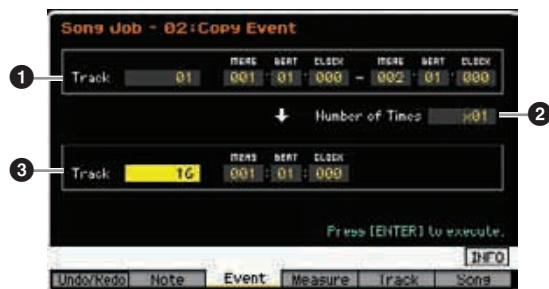 Song Job - 02:Copy Event
MEAS BEAT CLOCK MEAS BEAT CLOCK
1 Track 01 001 : 01 : 000 - 002 : 01 : 000
Number of Times x01 2
MEAS BEAT CLOCK
3 Track 16 001 : 01 : 000
Press [ENTER] to execute.
INFO
Undo/Redo Note Event Measure Track Song